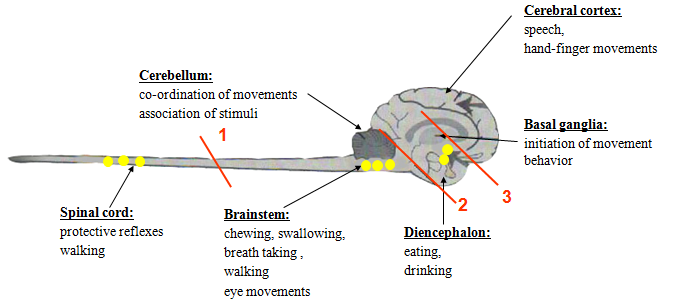 Cerebral cortex:
speech,
hand-finger movements
Cerebellum:
co-ordination of movements
association of stimuli
1
Basal ganglia:
initiation of movement
behavior
2
3
Spinal cord:
protective reflexes
walking
Brainstem:
chewing, swallowing,
breath taking ,
walking
eye movements
Diencephalon:
eating,
drinking